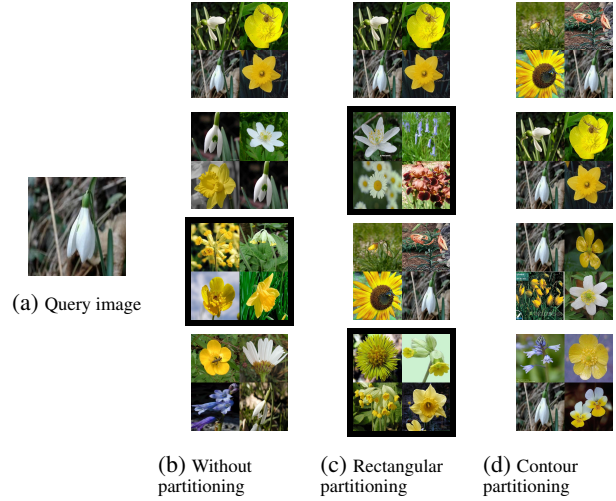 (a) Query image
(b) Without
partitioning
(c) Rectangular
partitioning
(d) Contour
partitioning